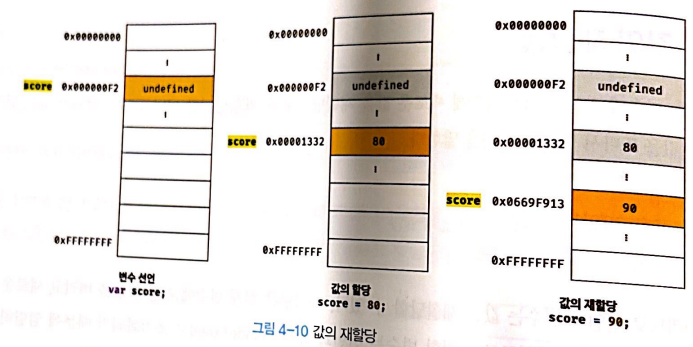 0x00000000
⋮
score 0x000000F2 undefined
⋮
0xFFFFFFFF
변수 선언
var score;
0x00000000
⋮
0x000000F2 undefined
⋮
score 0x00001332 80
⋮
0xFFFFFFFF
값의 할당
score = 80;
0x00000000
⋮
0x000000F2 undefined
⋮
0x00001332 80
⋮
score 0x0669F913 90
⋮
0xFFFFFFFF
값의 재할당
score = 90;
그림 4-10 값의 재할당